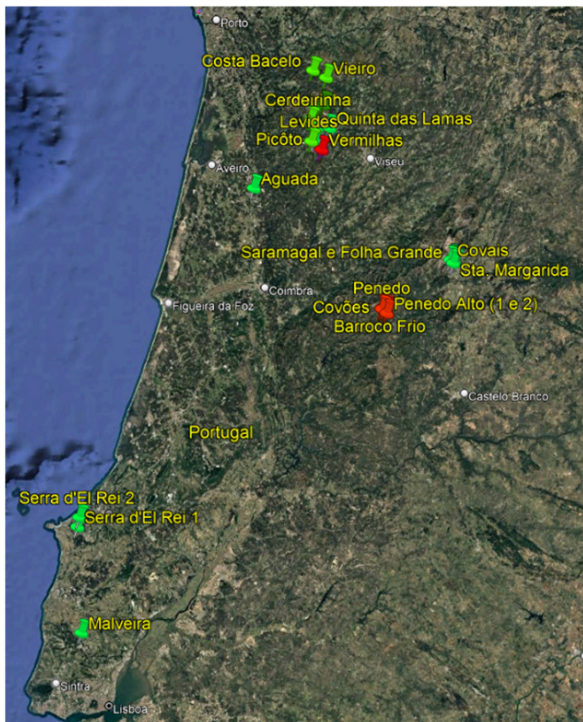 Porto
Costa Bacelo
Vieiro
Cerdeirinha
Levides
Quinta das Lamas
Picôto
Vermilhas
Aveiro
Viseu
Aguada
Saramagal e Folha Grande
Covais
Sta. Margarida
Penedo
Coimbra
Figueira da Foz
Covões
Penedo Alto (1 e 2)
Barroco Frio
Castelo Branco
Portugal
Serra d'El Rei 2
Serra d'El Rei 1
Malveira
Sintra
Lisboa